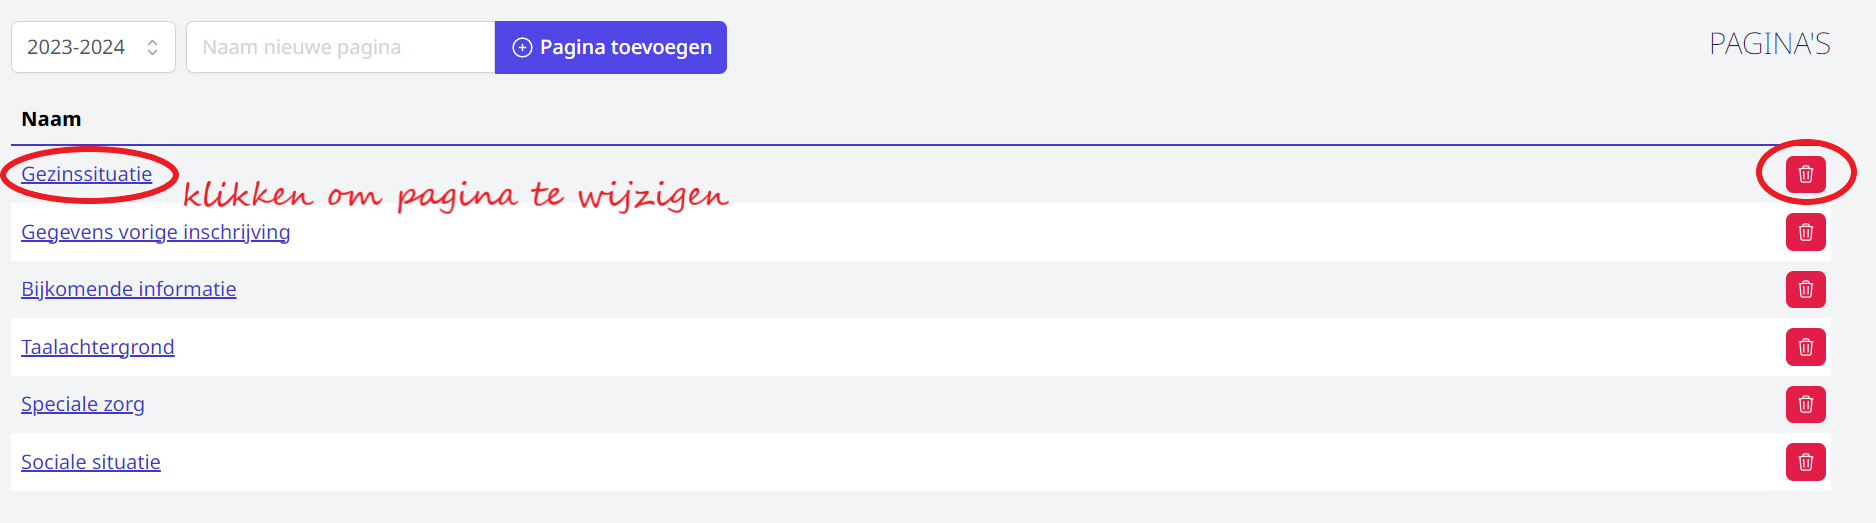 2023-2024 Naam nieuwe pagina Pagina toevoegen PAGINA'S
Naam
Gezinssituatie
klikken om pagina te wijzigen
Gegevens vorige inschrijving
Bijkomende informatie
Taalachtergrond
Speciale zorg
Sociale situatie